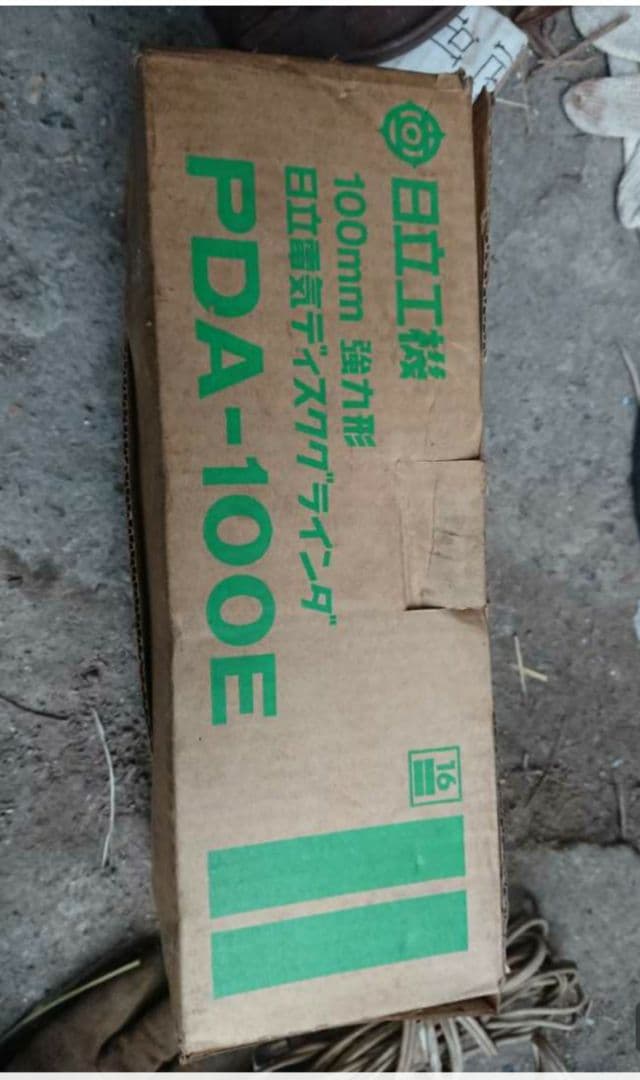 日立工機
100mm 強力形
日立電気ディスクグラインダ
PDA-100E
16